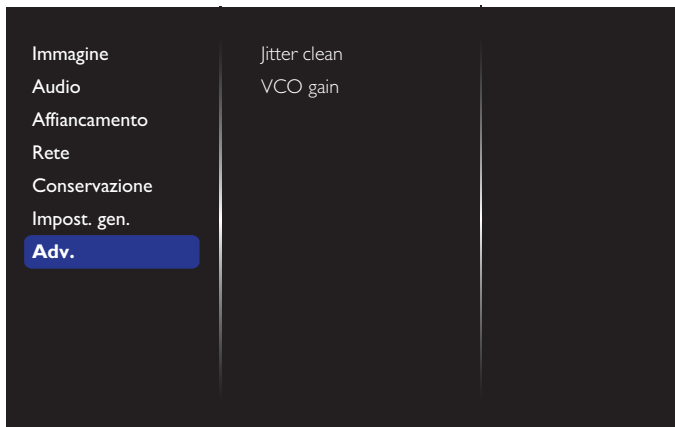 Immagine
Audio
Affiancamento
Rete
Conservazione
Impost. gen.
Adv.
Jitter clean
VCO gain